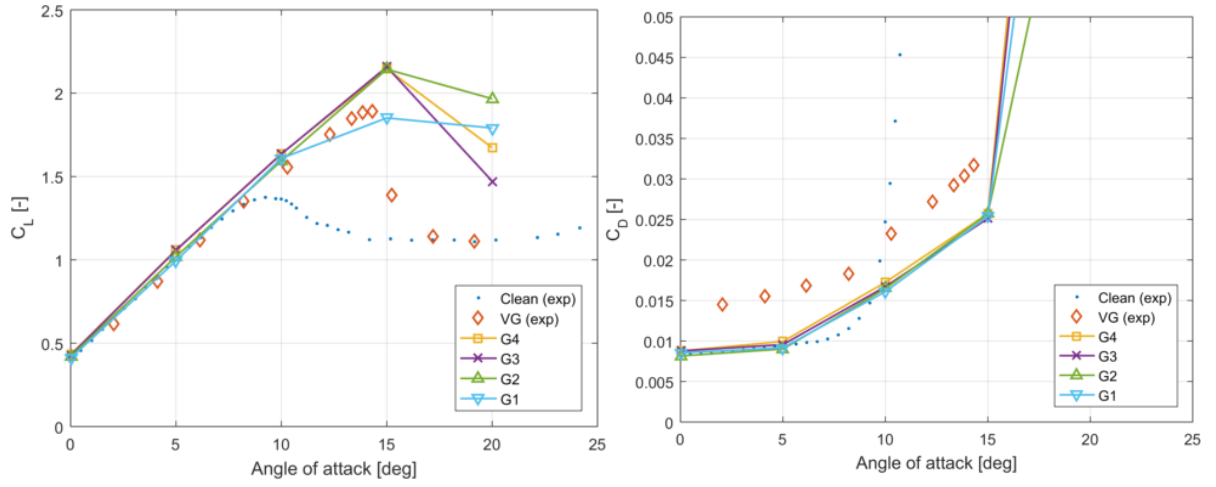 2.5
2
1.5
1
0.5
0
C_L [-]
0
5
10
15
20
25
Angle of attack [deg]
Clean (exp)
VG (exp)
G4
G3
G2
G1
0.05
0.045
0.04
0.035
0.03
0.025
0.02
0.015
0.01
0.005
0
C_D [-]
0
5
10
15
20
25
Angle of attack [deg]
Clean (exp)
VG (exp)
G4
G3
G2
G1